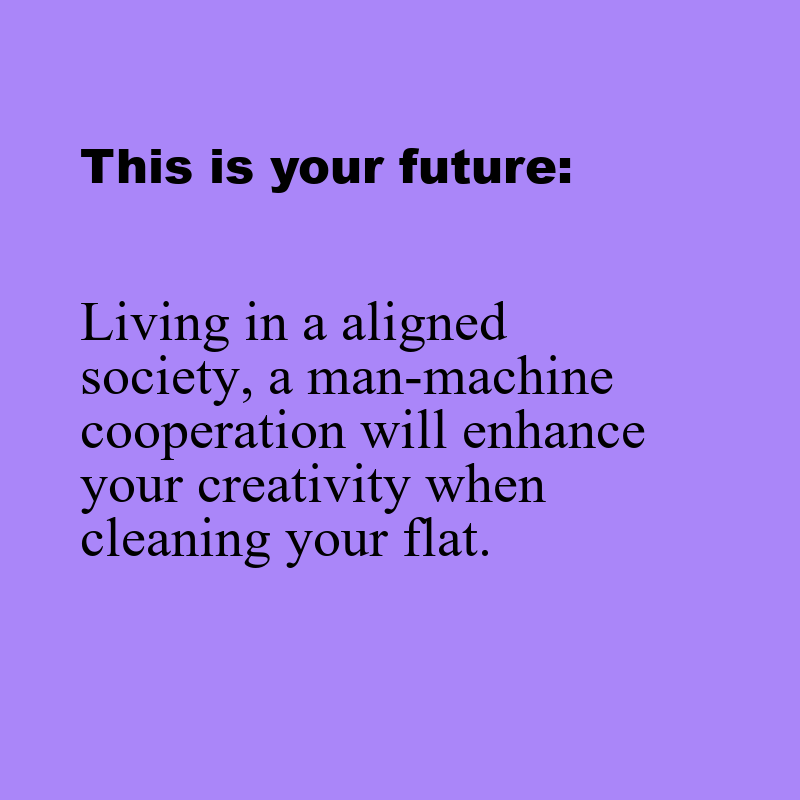 This is your future:
Living in a aligned
society, a man-machine
cooperation will enhance
your creativity when
cleaning your flat.